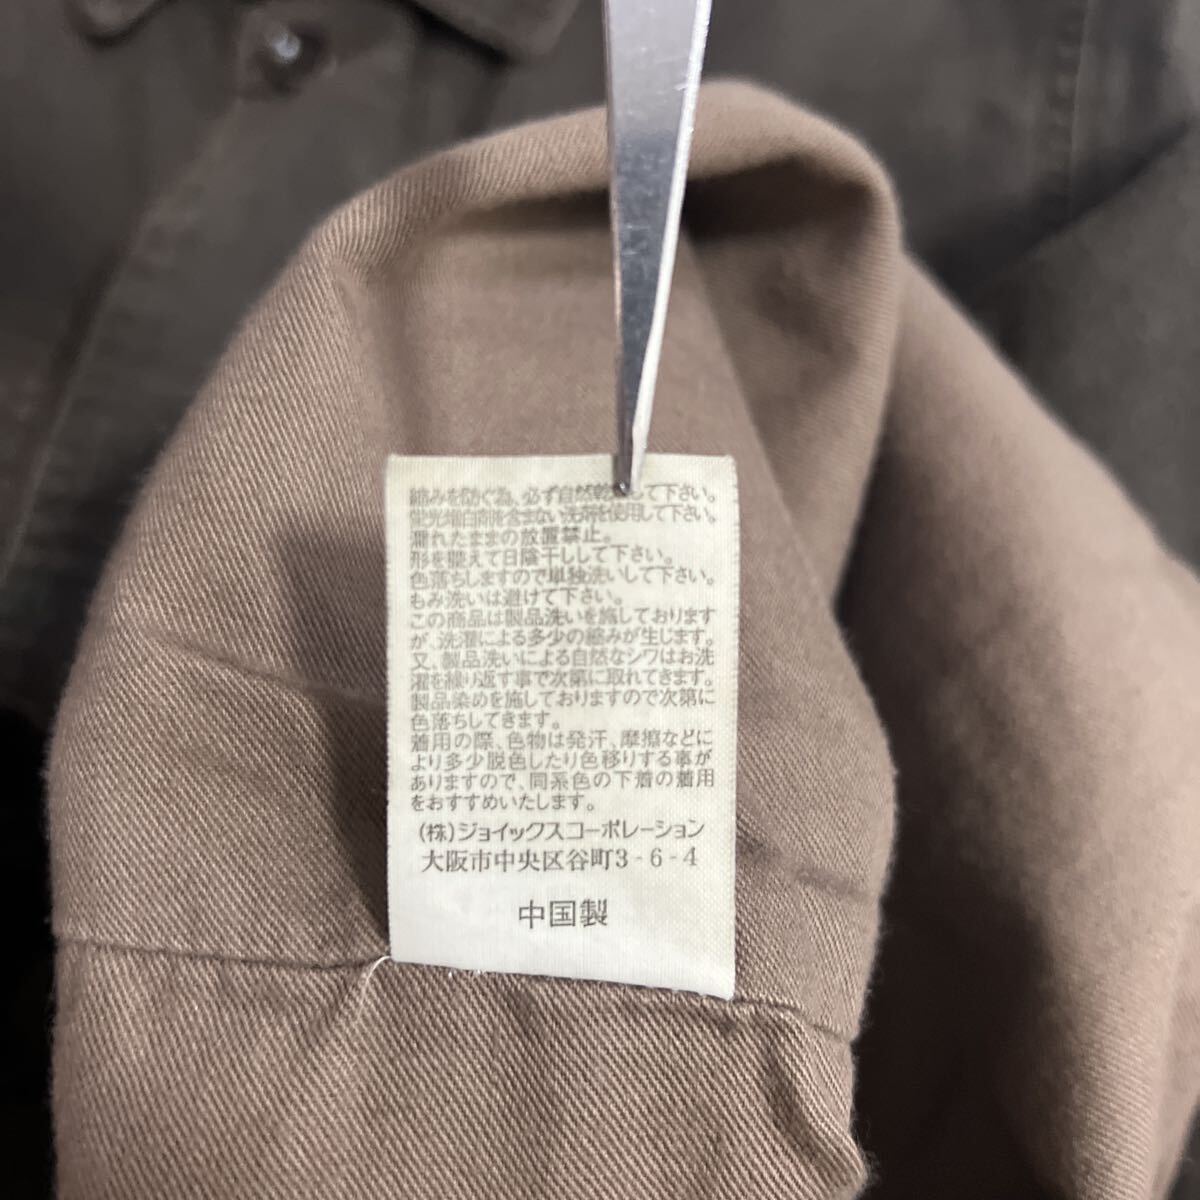 縮みを防ぐ為、必ず自然乾燥して下さい。
蛍光増白剤を含まない洗剤を使用して下さい。
濡れたままの放置禁止。
形を整えて日陰干しして下さい。
色落ちしますので単独洗いして下さい。
もみ洗いは避けて下さい。
この商品は製品洗いを施しております
が、洗濯による多少の縮みが生じます。
又、製品洗いによる自然なシワはお洗
濯を繰り返す事で次第に取れてきます。
製品染めを施しておりますので次第に
色落ちしてきます。
着用の際、色物は発汗、摩擦などに
より多少脱色したり色移りする事が
ありますので、同系色の下着の着用
をおすすめいたします。
(株)ジョイックスコーポレーション
大阪市中央区谷町3-6-4
中国製